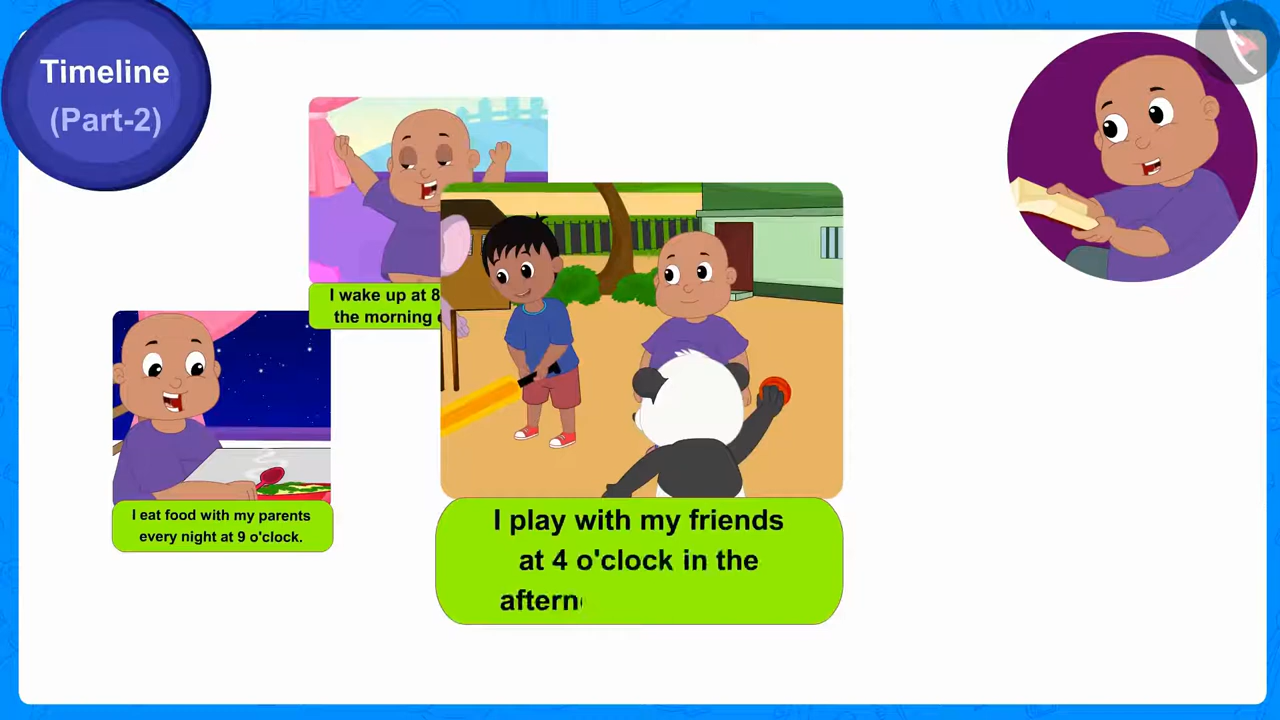 Timeline
(Part-2)
I wake up at 8
the morning
I eat food with my parents
every night at 9 o'clock.
I play with my friends
at 4 o'clock in the
aftern